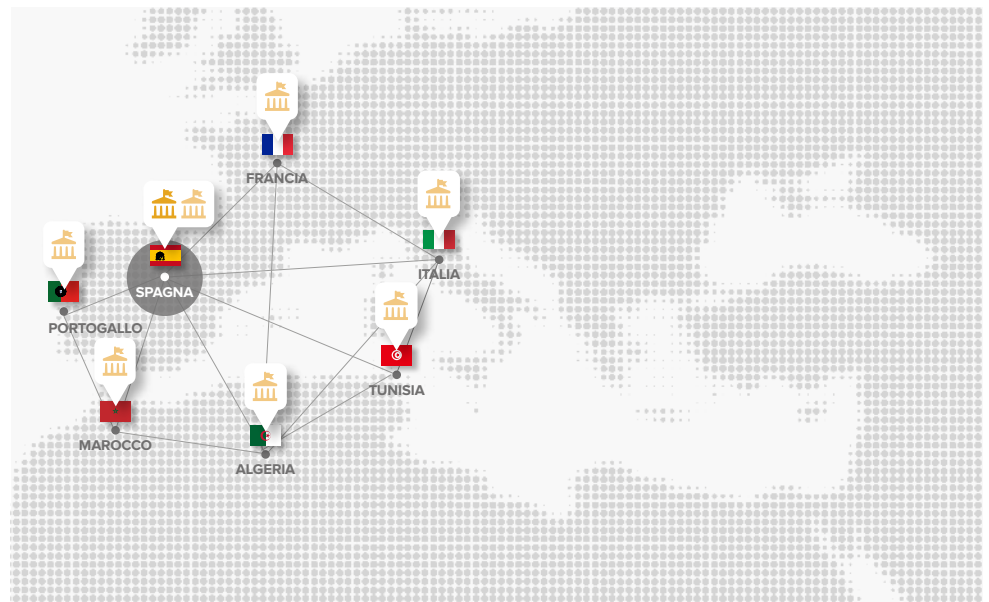 FRANCIA
ITALIA
SPAGNA
PORTOGALLO
TUNISIA
MAROCCO
ALGERIA